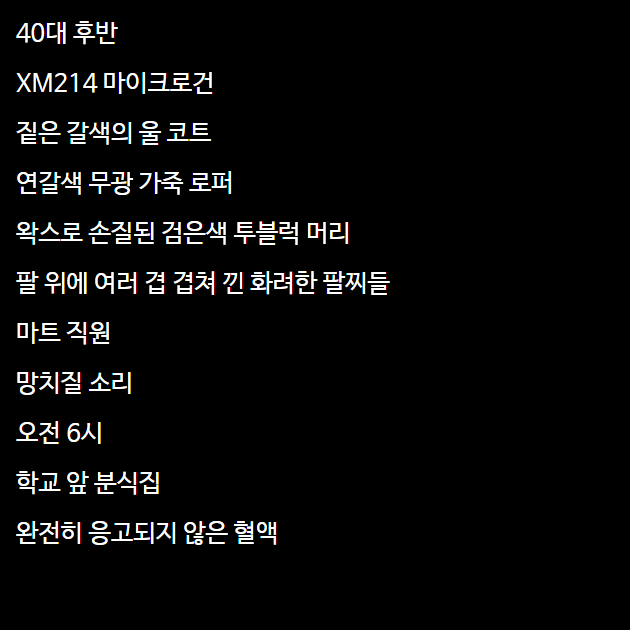 40대 후반
XM214 마이크로건
짙은 갈색의 울 코트
연갈색 무광 가죽 로퍼
왁스로 손질된 검은색 투블럭 머리
팔 위에 여러 겹 겹쳐 낀 화려한 팔찌들
마트 직원
망치질 소리
오전 6시
학교 앞 분식집
완전히 응고되지 않은 혈액